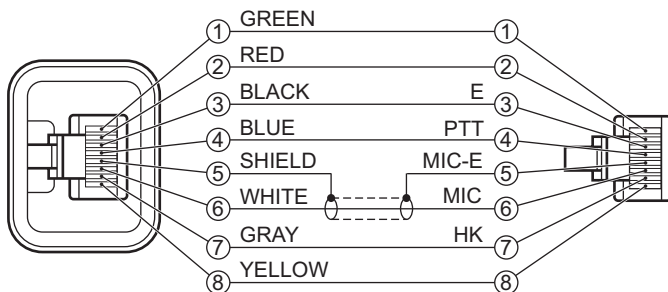 ① GREEN ①
② RED ②
③ BLACK E ③
④ BLUE PTT ④
⑤ SHIELD MIC-E ⑤
⑥ WHITE MIC ⑥
⑦ GRAY HK ⑦
⑧ YELLOW ⑧